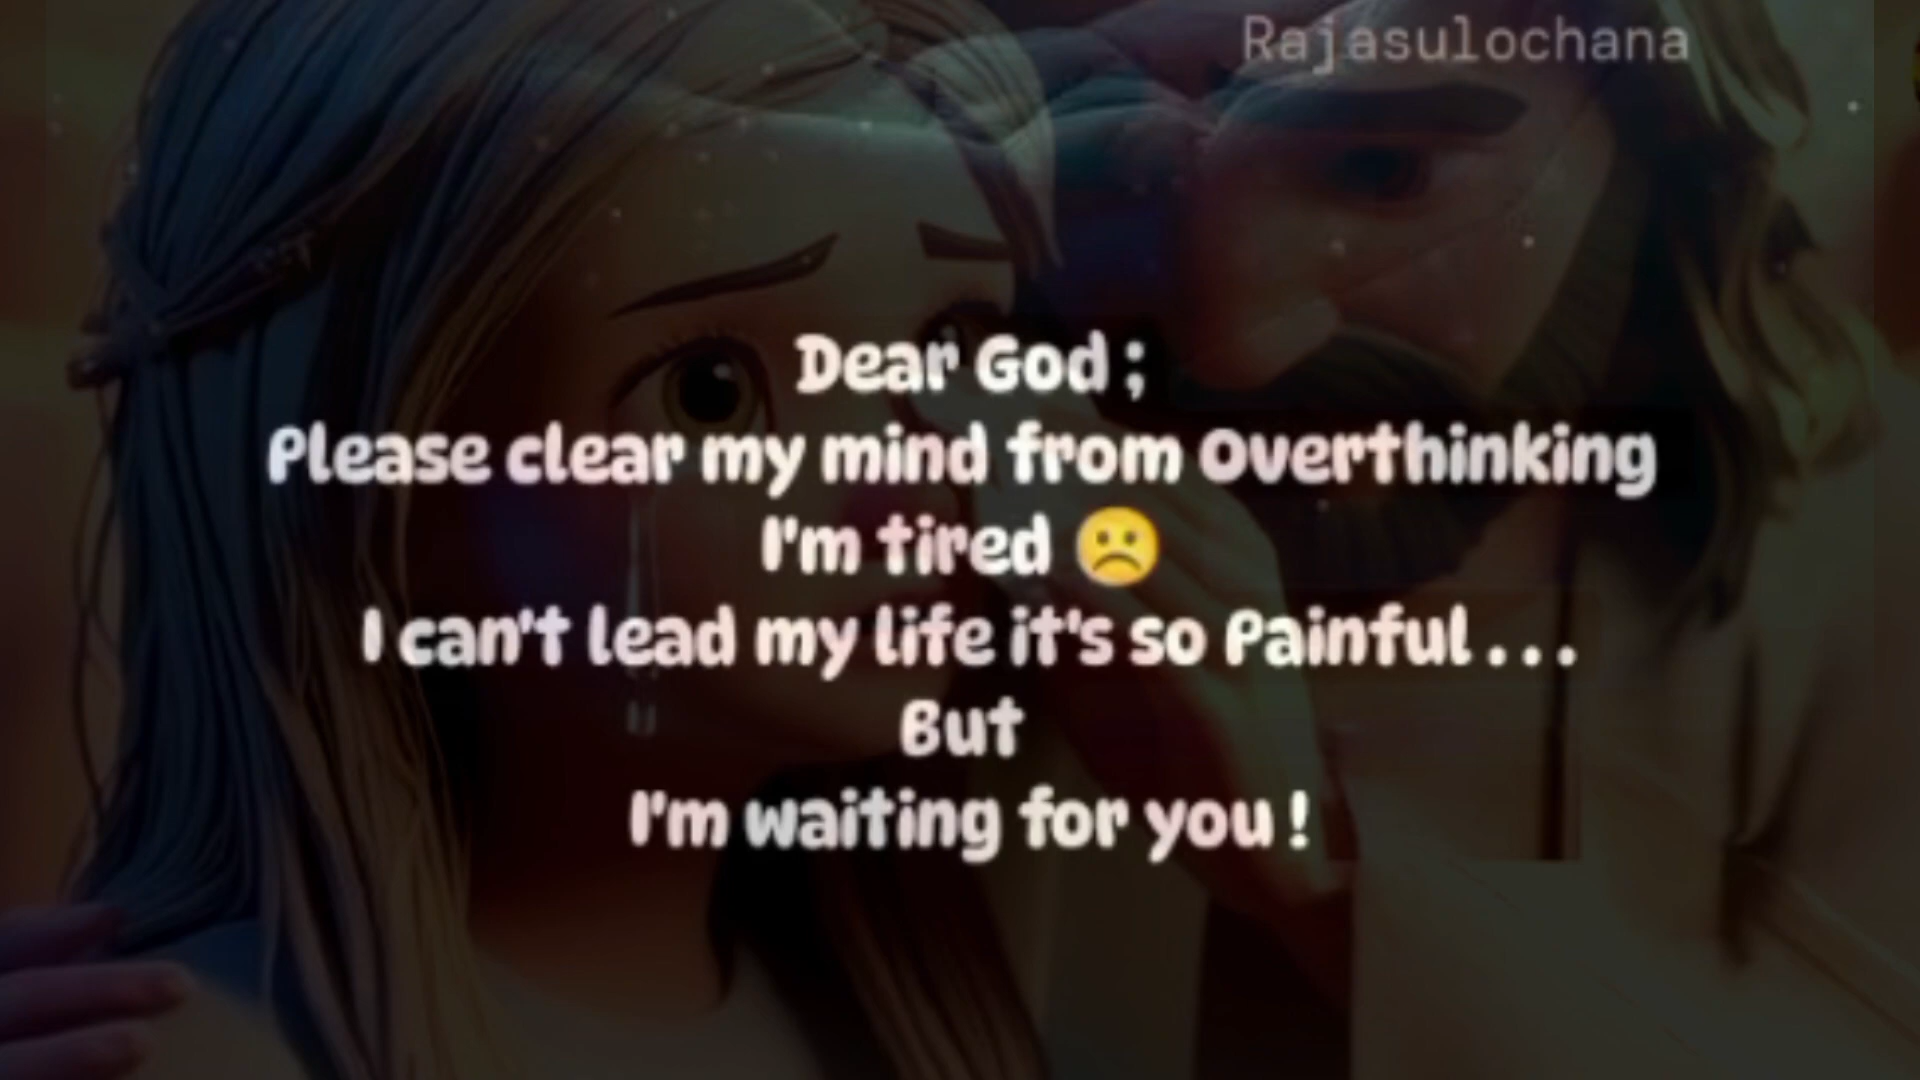 Rajasulochana
Dear God ;
Please clear my mind from Overthinking
I'm tired ☹️
I can't lead my life it's so Painful . . .
But
I'm waiting for you !